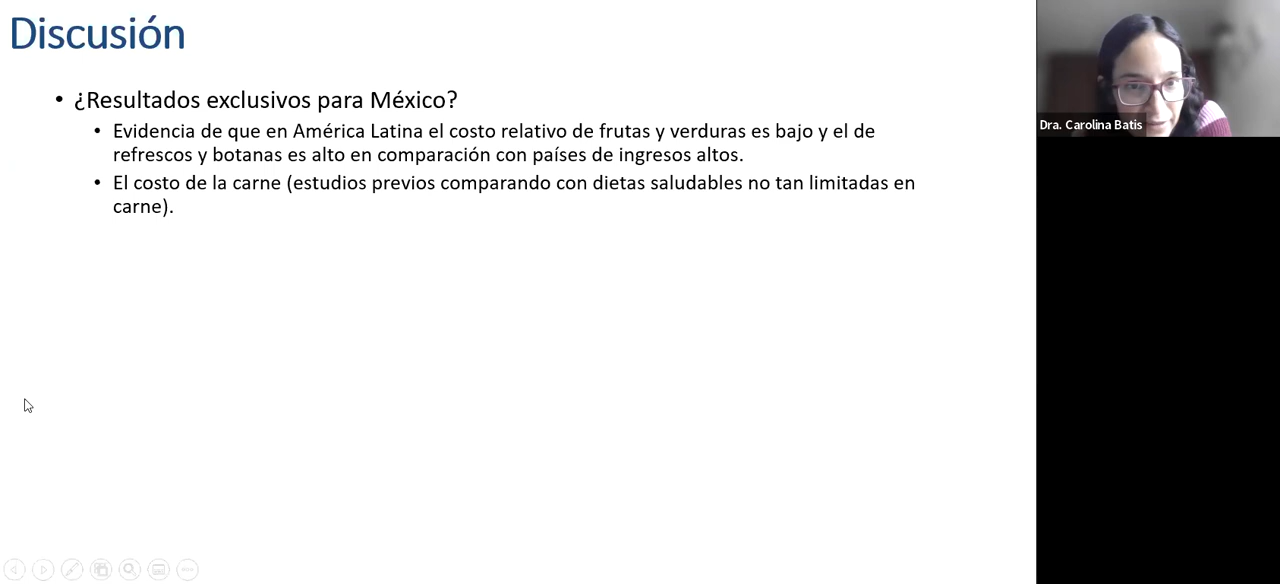 Discusión
• ¿Resultados exclusivos para México?
• Evidencia de que en América Latina el costo relativo de frutas y verduras es bajo y el de
refrescos y botanas es alto en comparación con países de ingresos altos.
• El costo de la carne (estudios previos comparando con dietas saludables no tan limitadas en
carne).
Dra. Carolina Batis